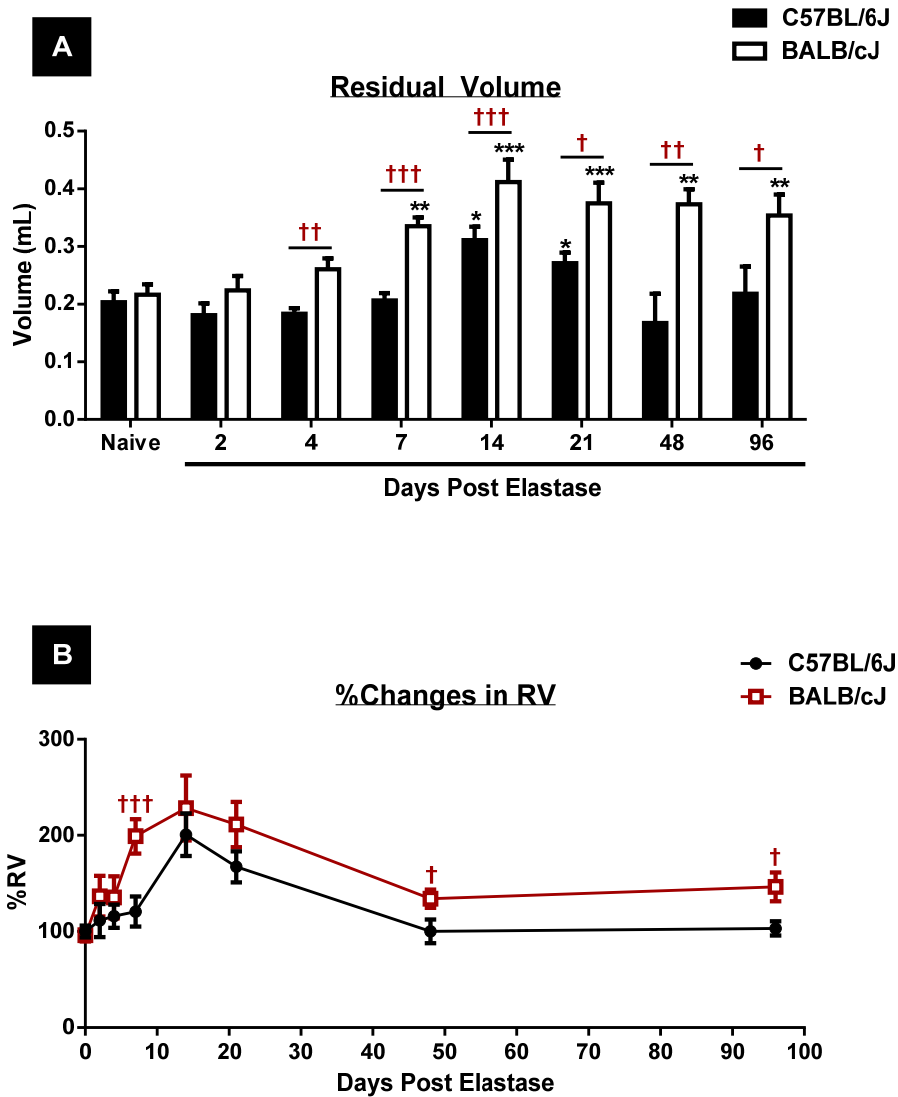 A
C57BL/6J
BALB/cJ
Residual Volume
†††
0.5
***
†
††
†
†††
***
**
**
0.4
**
*
††
*
0.3
0.2
0.1
0.0
Volume (mL)
Naive 2 4 7 14 21 48 96
Days Post Elastase
B
C57BL/6J
BALB/cJ
%Changes in RV
300
†††
200
†
†
100
0
%RV
0 10 20 30 40 50 60 70 80 90 100
Days Post Elastase